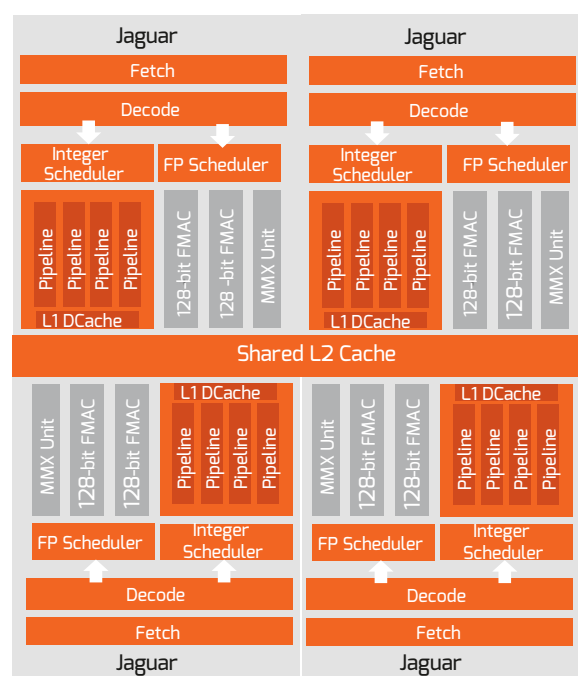 Jaguar
Fetch
Decode
Integer
Scheduler
FP Scheduler
Pipeline
Pipeline
Pipeline
Pipeline
L1 DCache
128-bit FMAC
128 -bit FMAC
MMX Unit
Jaguar
Fetch
Decode
Integer
Scheduler
FP Scheduler
Pipeline
Pipeline
Pipeline
Pipeline
L1 DCache
128-bit FMAC
128-bit FMAC
MMX Unit
Shared L2 Cache
MMX Unit
128-bit FMAC
128-bit FMAC
L1 DCache
Pipeline
Pipeline
Pipeline
Pipeline
FP Scheduler
Integer
Scheduler
Decode
Fetch
Jaguar
MMX Unit
128-bit FMAC
128-bit FMAC
L1 DCache
Pipeline
Pipeline
Pipeline
Pipeline
FP Scheduler
Integer
Scheduler
Decode
Fetch
Jaguar